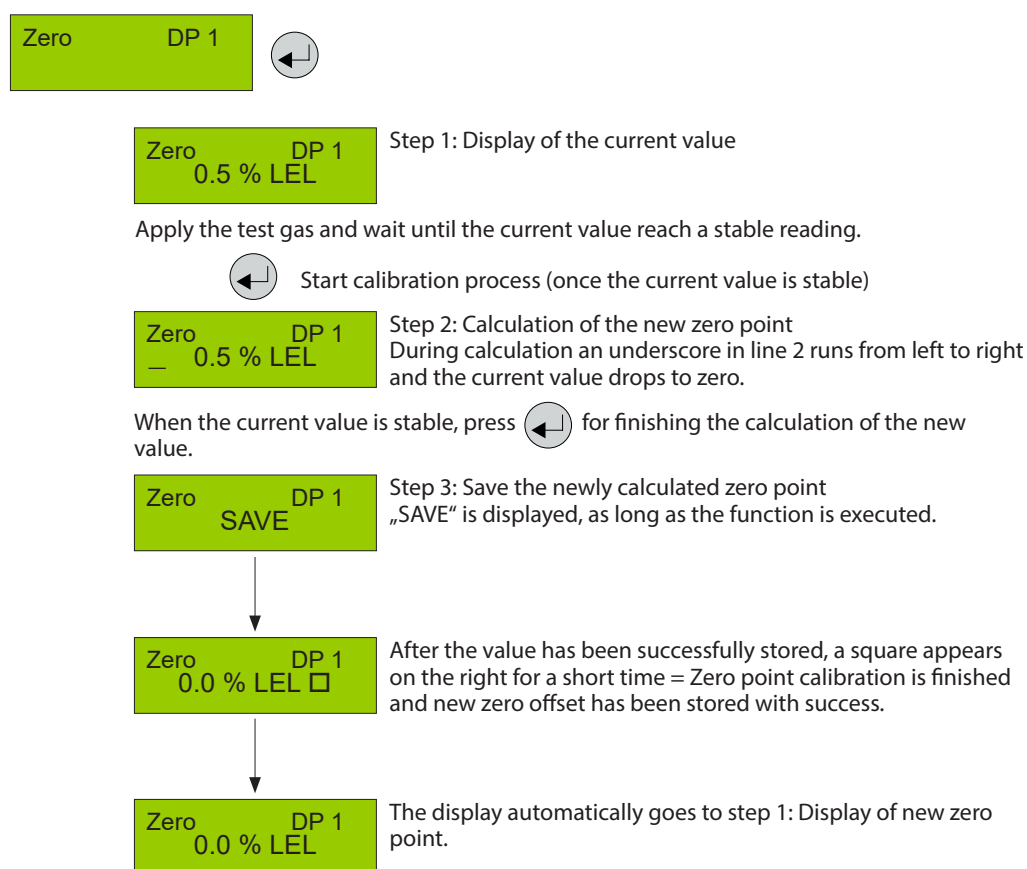 Zero DP 1
Zero DP 1
0.5 % LEL
Step 1: Display of the current value
Apply the test gas and wait until the current value reach a stable reading.
Start calibration process (once the current value is stable)
Zero DP 1
_ 0.5 % LEL
Step 2: Calculation of the new zero point
During calculation an underscore in line 2 runs from left to right
and the current value drops to zero.
When the current value is stable, press for finishing the calculation of the new
value.
Zero DP 1
SAVE
Step 3: Save the newly calculated zero point
„SAVE“ is displayed, as long as the function is executed.
Zero DP 1
0.0 % LEL □
After the value has been successfully stored, a square appears
on the right for a short time = Zero point calibration is finished
and new zero offset has been stored with success.
Zero DP 1
0.0 % LEL
The display automatically goes to step 1: Display of new zero
point.